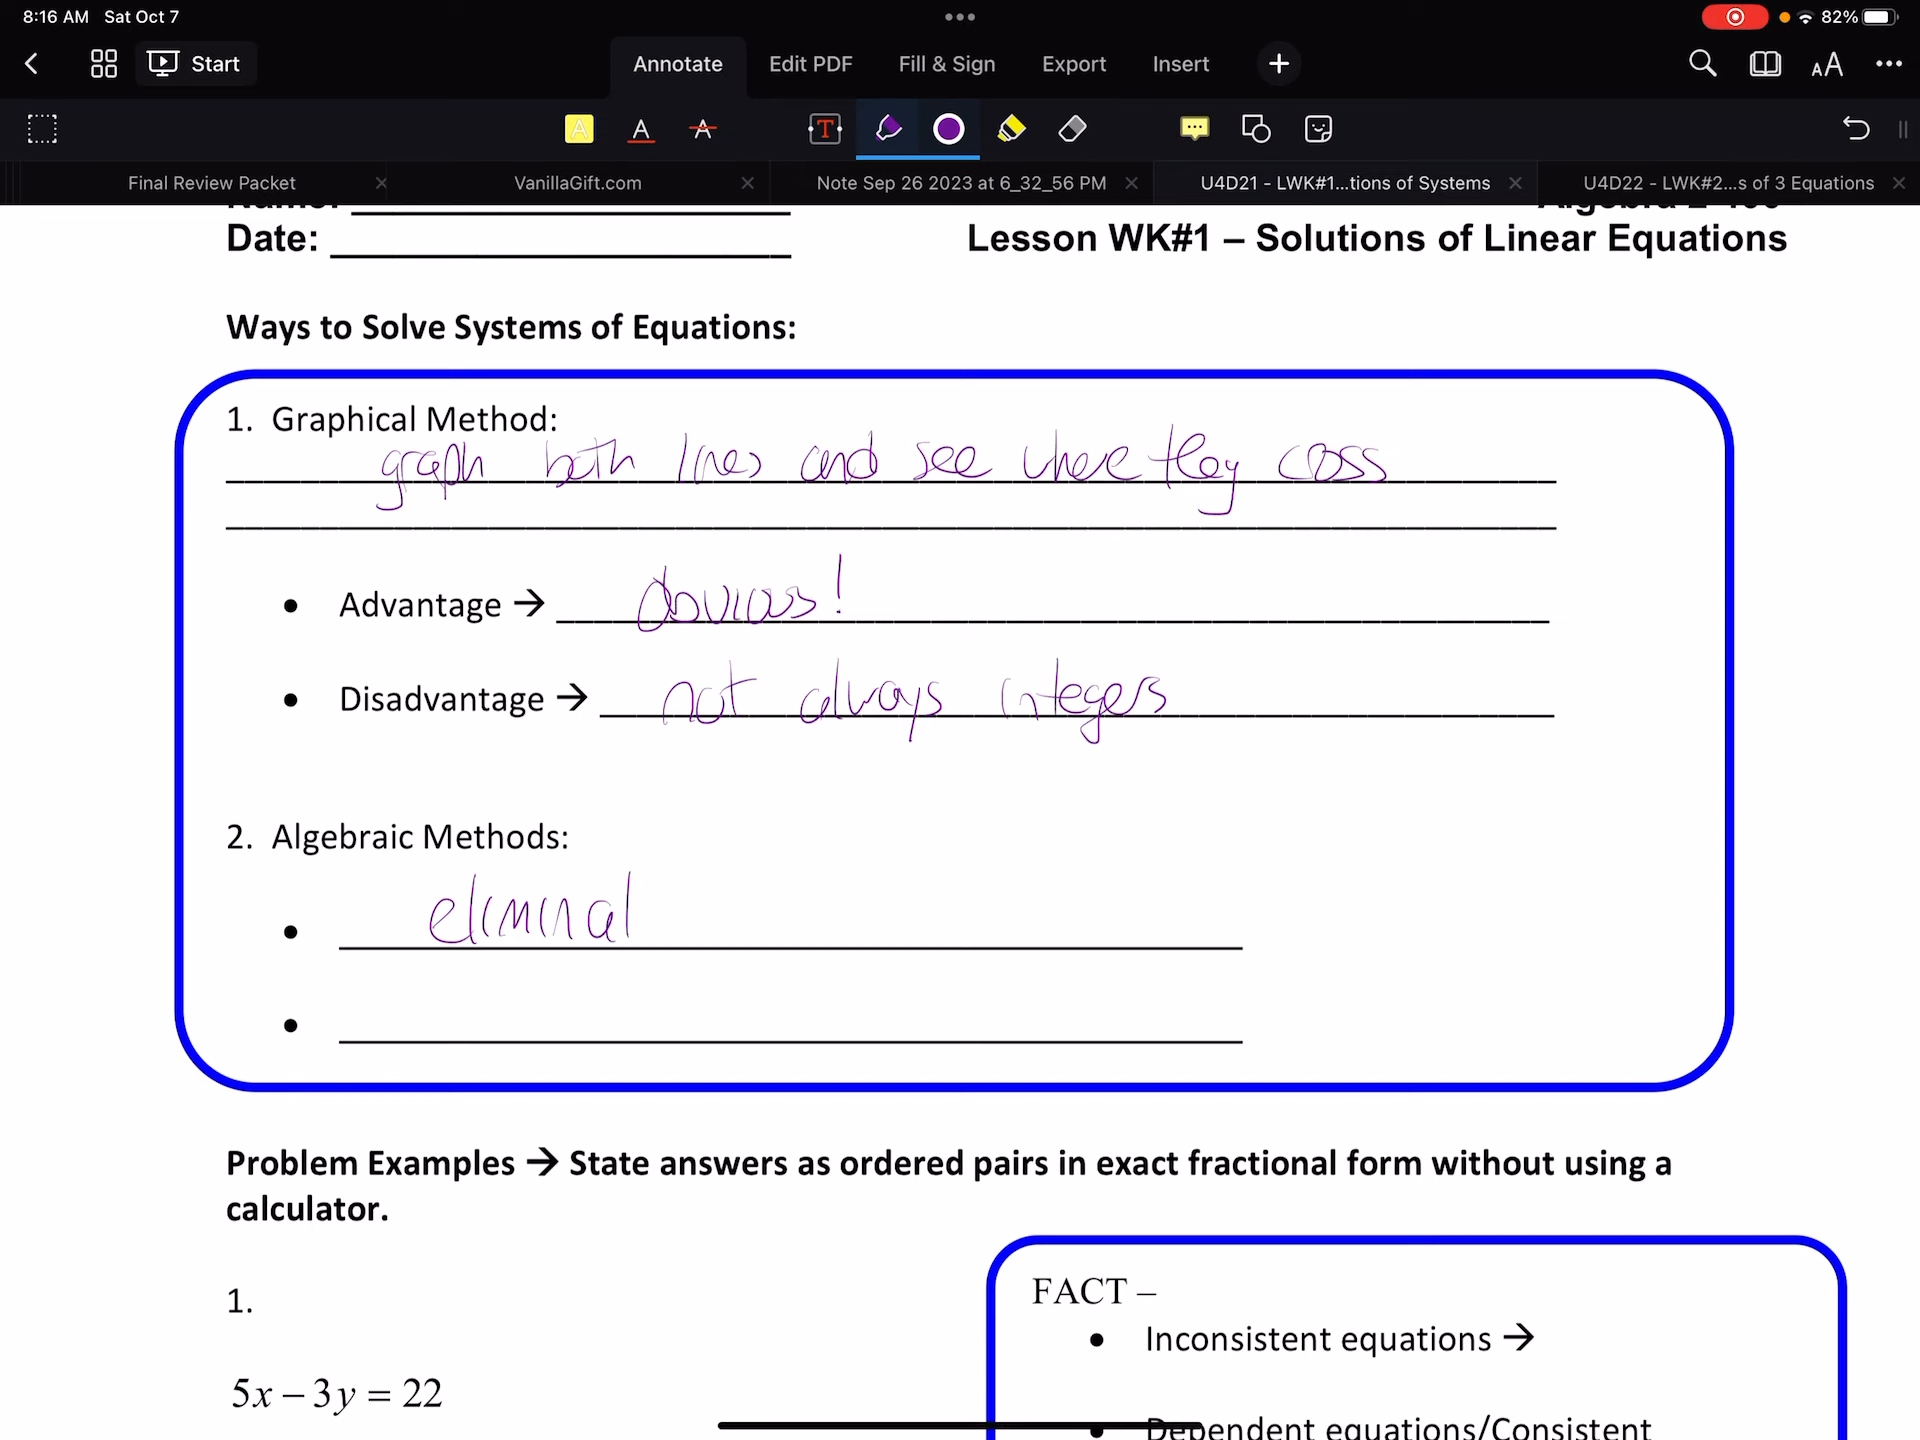 8:16 AM Sat Oct 7
82%
Start
Annotate
Edit PDF
Fill & Sign
Export
Insert
AA
A
A
A
T
Final Review Packet
VanillaGift.com
Note Sep 26 2023 at 6_32_56 PM
U4D21 - LWK#1...tions of Systems
U4D22 - LWK#2...s of 3 Equations
Name:
Date:
Lesson WK#1 – Solutions of Linear Equations
Ways to Solve Systems of Equations:
1. Graphical Method:
graph both lines and see where they cross
• Advantage → obvious!
• Disadvantage → not always integers
2. Algebraic Methods:
• eliminat
•
Problem Examples → State answers as ordered pairs in exact fractional form without using a
calculator.
1.
5x – 3y = 22
FACT –
• Inconsistent equations →
• Dependent equations/Consistent